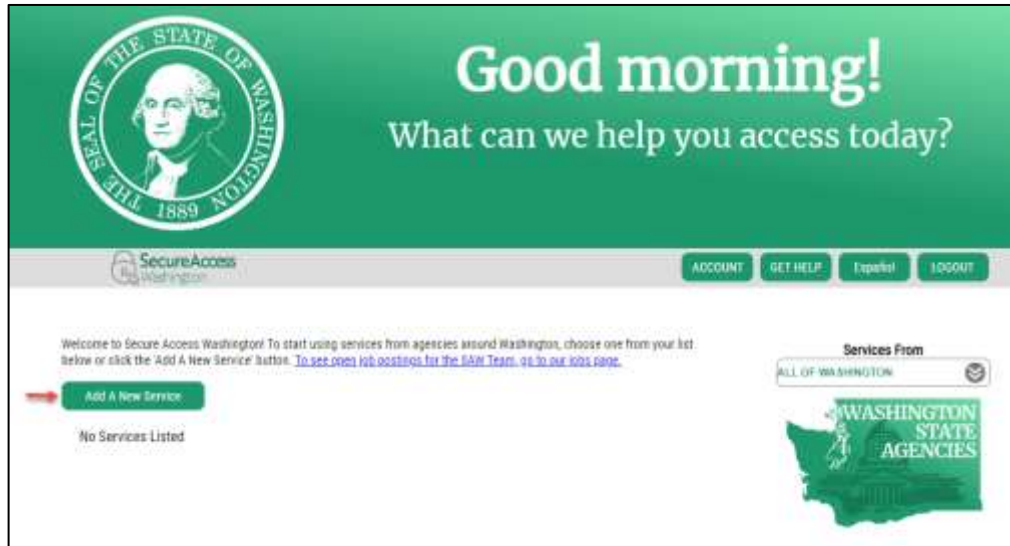 THE SEAL OF THE STATE OF WASHINGTON
1889
Good morning!
What can we help you access today?
SecureAccess
Washington
ACCOUNT
GET HELP
Español
LOGOUT
Welcome to Secure Access Washington! To start using services from agencies around Washington, choose one from your list
below or click the 'Add A New Service' button. To see open job postings for the SAW Team, go to our jobs page.
Services From
ALL OF WASHINGTON
Add A New Service
No Services Listed
WASHINGTON
STATE
AGENCIES